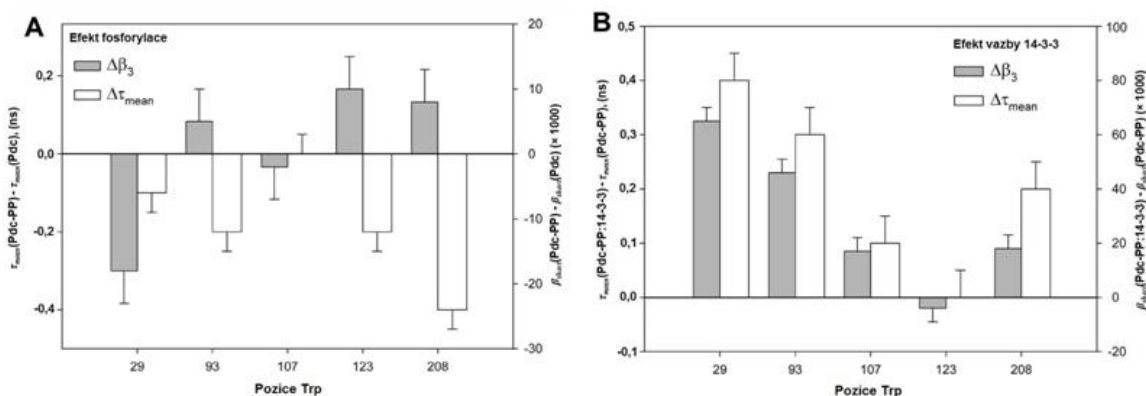 A
Efekt fosforylace
Δβ3
Δτmean
τmean(Pdc-PP) - τmean(Pdc), (ns)
0,2
0,0
-0,2
-0,4
20
10
0
-10
-20
-30
βshort(Pdc-PP) - βshort(Pdc) (× 1000)
29 93 107 123 208
Pozice Trp
B
Efekt vazby 14-3-3
Δβ3
Δτmean
τmean(Pdc-PP:14-3-3) - τmean(Pdc-PP), (ns)
0,5
0,4
0,3
0,2
0,1
0,0
-0,1
100
80
60
40
20
0
-20
βshort(Pdc-PP:14-3-3) - βshort(Pdc-PP) (× 1000)
29 93 107 123 208
Pozice Trp